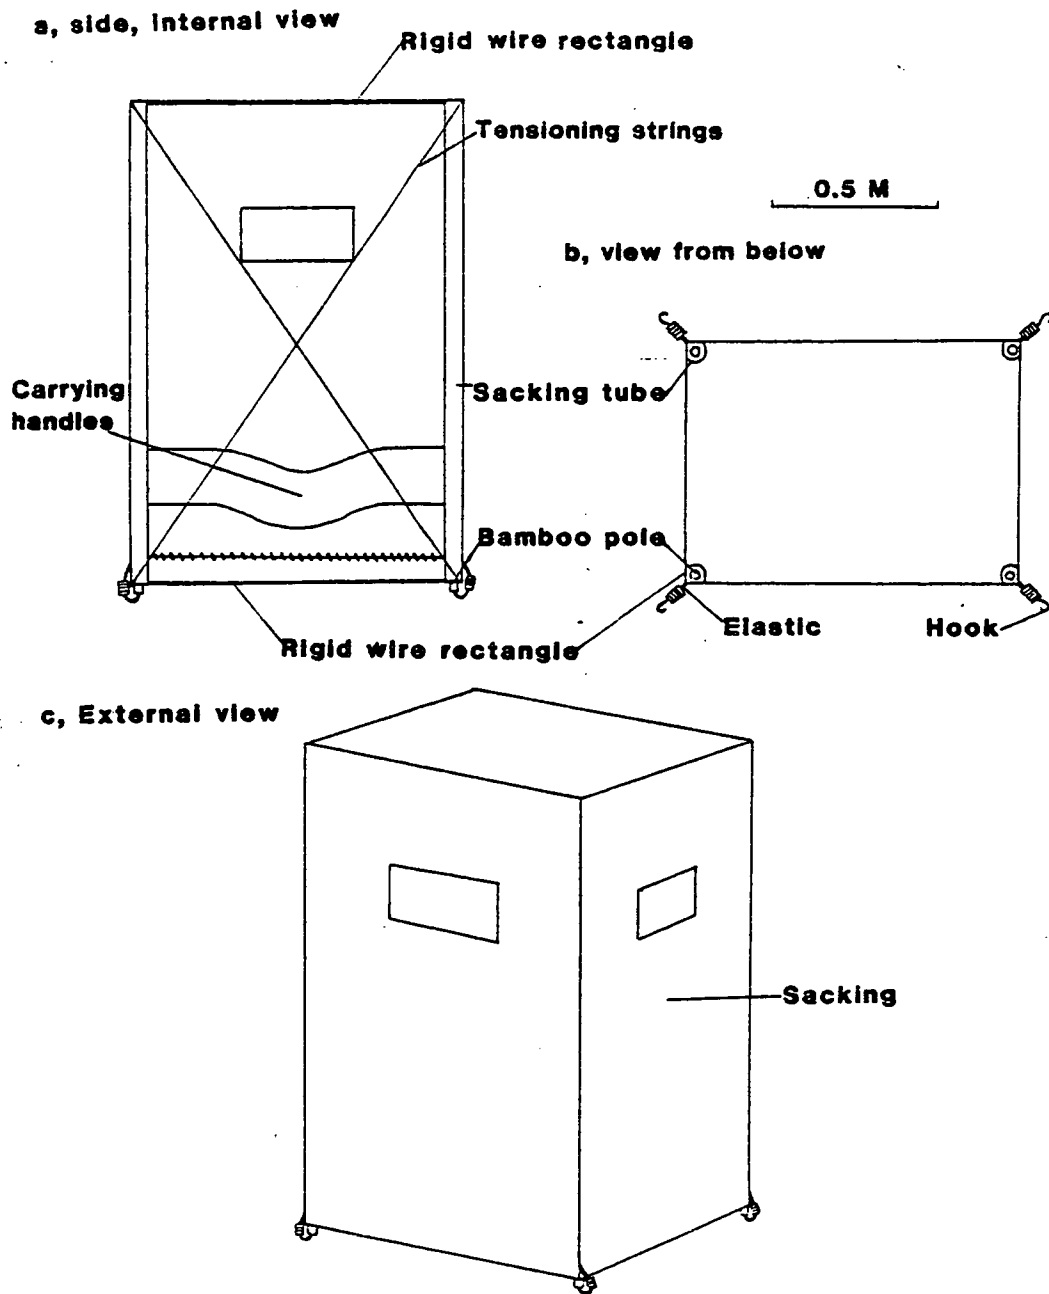 a, side, internal view
Rigid wire rectangle
Tensioning strings
0.5 M
b, view from below
Carrying
handles
Sacking tube
Bamboo pole
Elastic
Hook
Rigid wire rectangle
c, External view
Sacking